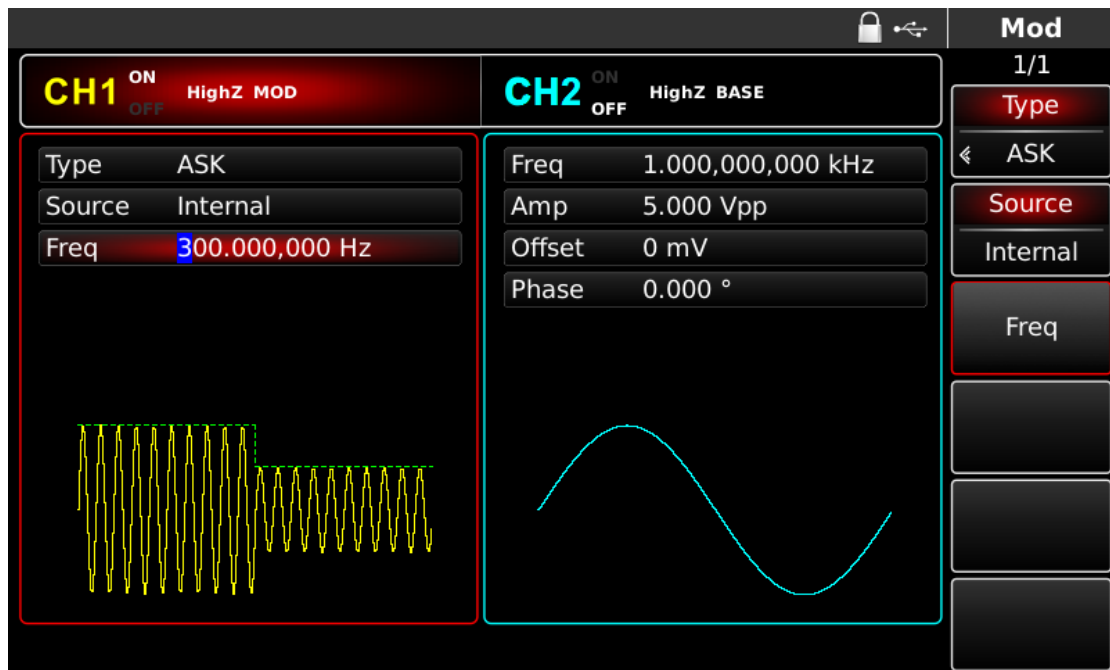 Mod
1/1
CH1 ON OFF HighZ MOD
CH2 ON OFF HighZ BASE
Type
ASK
Source
Internal
Freq
Type ASK
Source Internal
Freq 300.000,000 Hz
Freq 1.000,000,000 kHz
Amp 5.000 Vpp
Offset 0 mV
Phase 0.000 °